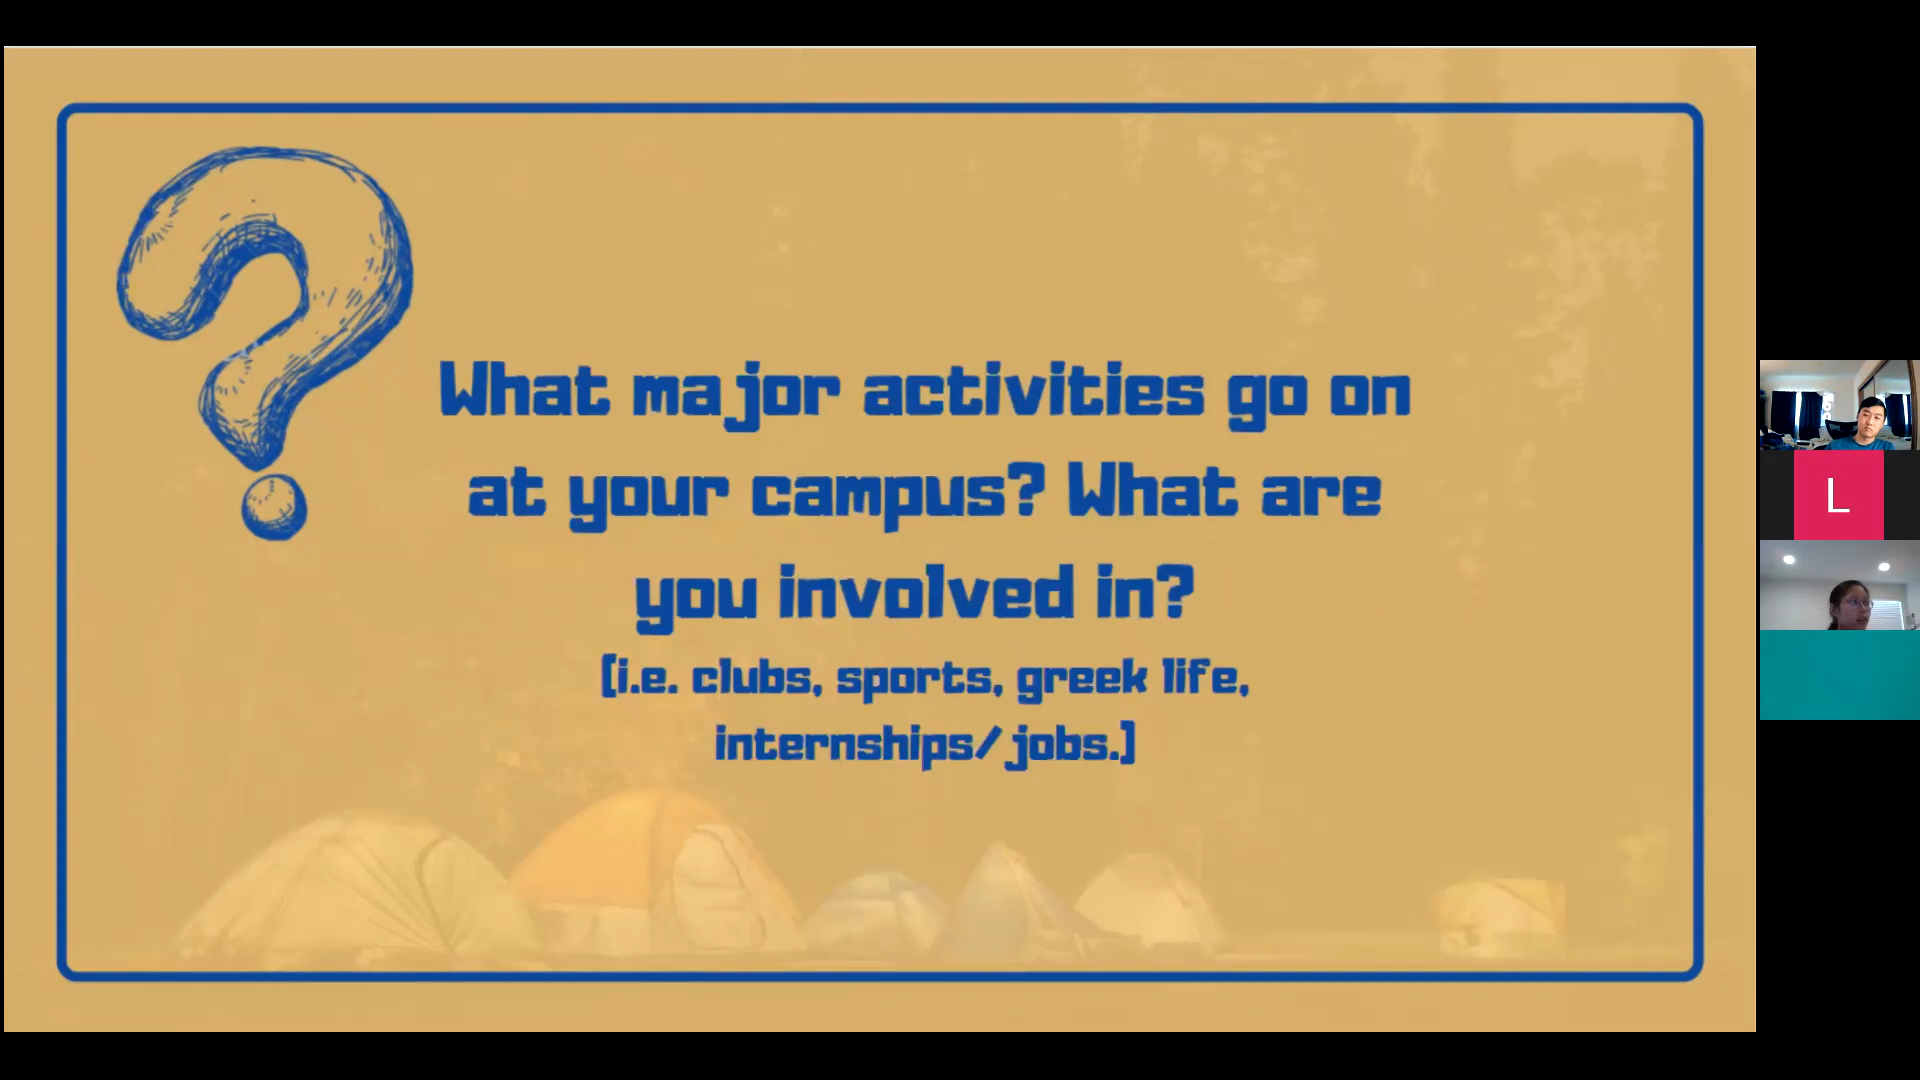 What major activities go on
at your campus? What are
you involved in?
[i.e. clubs, sports, greek life,
internships/jobs.]
L